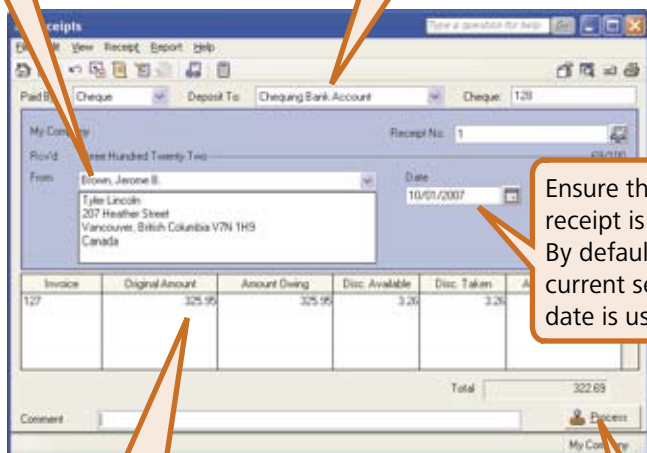 ceipts
Type a question for help
View Receipt Report Help
Paid By Cheque Deposit To: Chequing Bank Account Cheque: 128
My Company Receipt No. 1
Hundred Twenty Two 69/100
From Brown, Jerome B. Date
10/01/2007
Tyler Lincoln
207 Heather Street
Vancouver, British Columbia V7N 1H9
Canada
Ensure th
receipt is
By defaul
current se
date is us
Invoice Original Amount Amount Owing Disc. Available Disc. Taken
127 325.95 325.95 3.26 3.26
Total 322.69
Comment Process
My Company